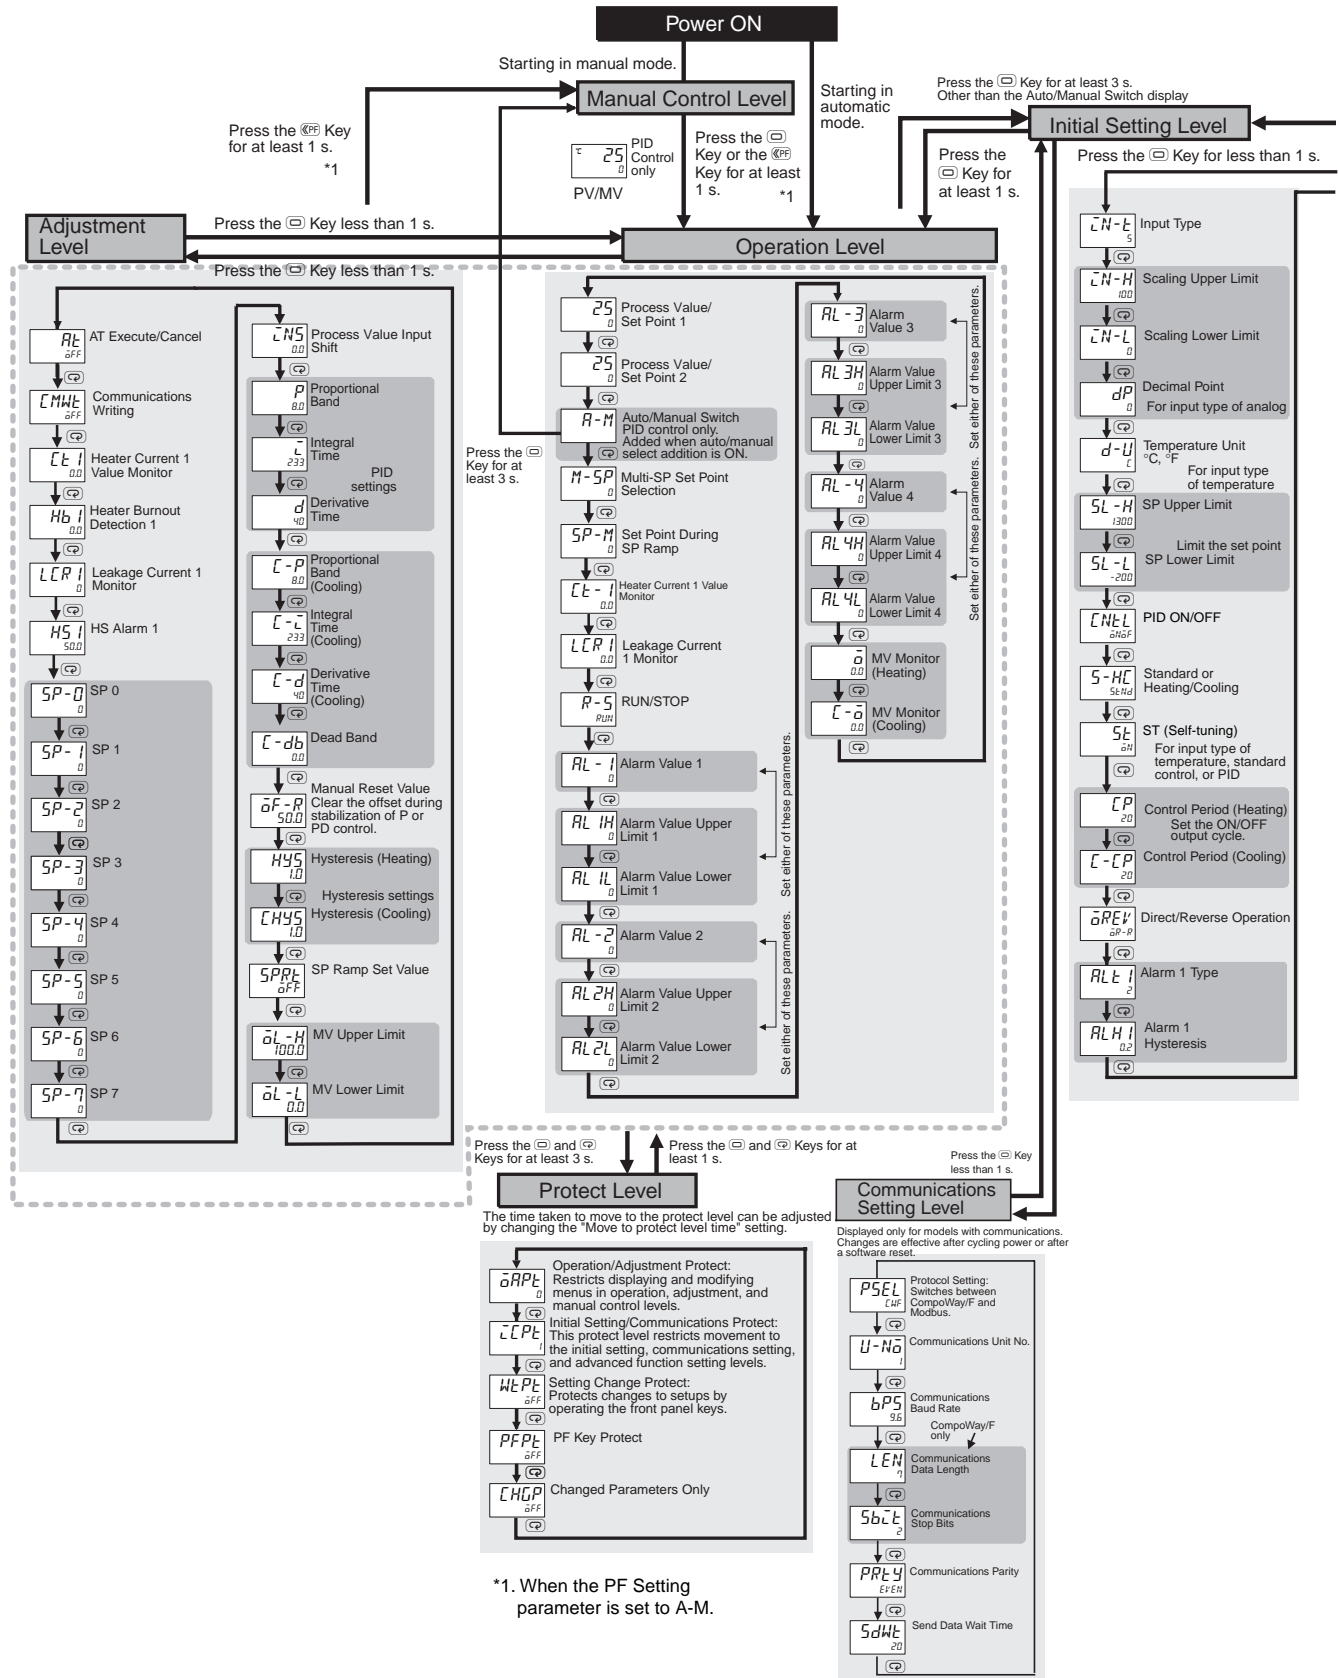 Power ON
Starting in manual mode.
Manual Control Level
Starting in
automatic
mode.
Press the Key for at least 3 s.
Other than the Auto/Manual Switch display
Initial Setting Level
Press the PF Key
for at least 1 s.
*1
°C 25
0
PID
Control
only
PV/MV
Press the
Key or the PF
Key for at least
1 s. *1
Press the
Key for
at least 1 s.
Press the Key for less than 1 s.
Adjustment
Level
Press the Key less than 1 s.
Press the Key less than 1 s.
Operation Level
AT Execute/Cancel
Communications
Writing
Heater Current 1
Value Monitor
Heater Burnout
Detection 1
Leakage Current 1
Monitor
HS Alarm 1
SP 0
SP 1
SP 2
SP 3
SP 4
SP 5
SP 6
SP 7
Process Value Input
Shift
Proportional
Band
Integral
Time
PID
settings
Derivative
Time
Proportional
Band
(Cooling)
Integral
Time
(Cooling)
Derivative
Time
(Cooling)
Dead Band
Manual Reset Value
Clear the offset during
stabilization of P or
PD control.
Hysteresis (Heating)
Hysteresis settings
Hysteresis (Cooling)
SP Ramp Set Value
MV Upper Limit
MV Lower Limit
Press the
Key for at
least 3 s.
Process Value/
Set Point 1
Process Value/
Set Point 2
Auto/Manual Switch
PID control only.
Added when auto/manual
select addition is ON.
Multi-SP Set Point
Selection
Set Point During
SP Ramp
Heater Current 1 Value
Monitor
Leakage Current
1 Monitor
RUN/STOP
Alarm Value 1
Alarm Value Upper
Limit 1
Alarm Value Lower
Limit 1
Set either of these parameters.
Alarm Value 2
Alarm Value Upper
Limit 2
Alarm Value Lower
Limit 2
Set either of these parameters.
Alarm
Value 3
Alarm Value
Upper Limit 3
Alarm Value
Lower Limit 3
Set either of these parameters.
Alarm
Value 4
Alarm Value
Upper Limit 4
Alarm Value
Lower Limit 4
Set either of these parameters.
MV Monitor
(Heating)
MV Monitor
(Cooling)
Input Type
Scaling Upper Limit
Scaling Lower Limit
Decimal Point
For input type of analog
Temperature Unit
°C, °F
For input type
of temperature
SP Upper Limit
Limit the set point
SP Lower Limit
PID ON/OFF
Standard or
Heating/Cooling
ST (Self-tuning)
For input type of
temperature, standard
control, or PID
Control Period (Heating)
Set the ON/OFF
output cycle.
Control Period (Cooling)
Direct/Reverse Operation
Alarm 1 Type
Alarm 1
Hysteresis
Press the and
Keys for at least 3 s.
Press the and Keys for at
least 1 s.
Protect Level
The time taken to move to the protect level can be adjusted
by changing the "Move to protect level time" setting.
Operation/Adjustment Protect:
Restricts displaying and modifying
menus in operation, adjustment, and
manual control levels.
Initial Setting/Communications Protect:
This protect level restricts movement to
the initial setting, communications setting,
and advanced function setting levels.
Setting Change Protect:
Protects changes to setups by
operating the front panel keys.
PF Key Protect
Changed Parameters Only
*1. When the PF Setting
parameter is set to A-M.
Press the Key
less than 1 s.
Communications
Setting Level
Displayed only for models with communications.
Changes are effective after cycling power or after
a software reset.
Protocol Setting:
Switches between
CompoWay/F and
Modbus.
Communications Unit No.
Communications
Baud Rate
CompoWay/F
only
Communications
Data Length
Communications
Stop Bits
Communications Parity
Send Data Wait Time